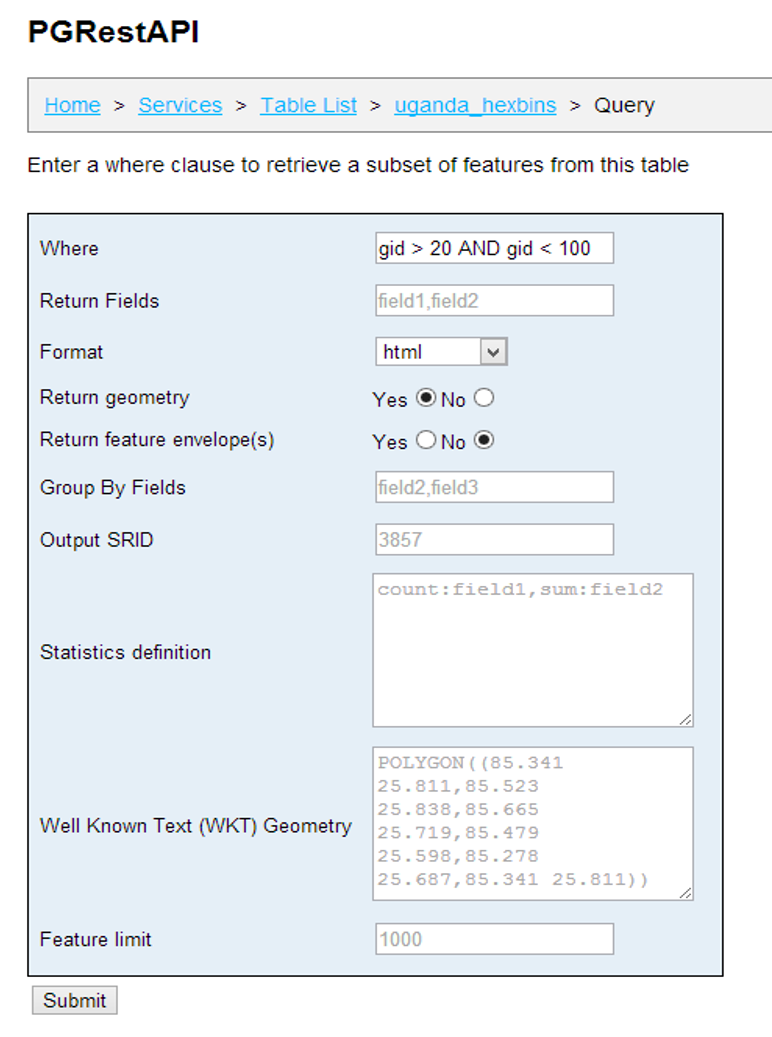 PGRestAPI
Home > Services > Table List > uganda_hexbins > Query
Enter a where clause to retrieve a subset of features from this table
Where gid > 20 AND gid < 100
Return Fields field1,field2
Format html
Return geometry Yes No
Return feature envelope(s) Yes No
Group By Fields field2,field3
Output SRID 3857
Statistics definition
count:field1,sum:field2
Well Known Text (WKT) Geometry
POLYGON((85.341
25.811,85.523
25.838,85.665
25.719,85.479
25.598,85.278
25.687,85.341 25.811))
Feature limit 1000
Submit